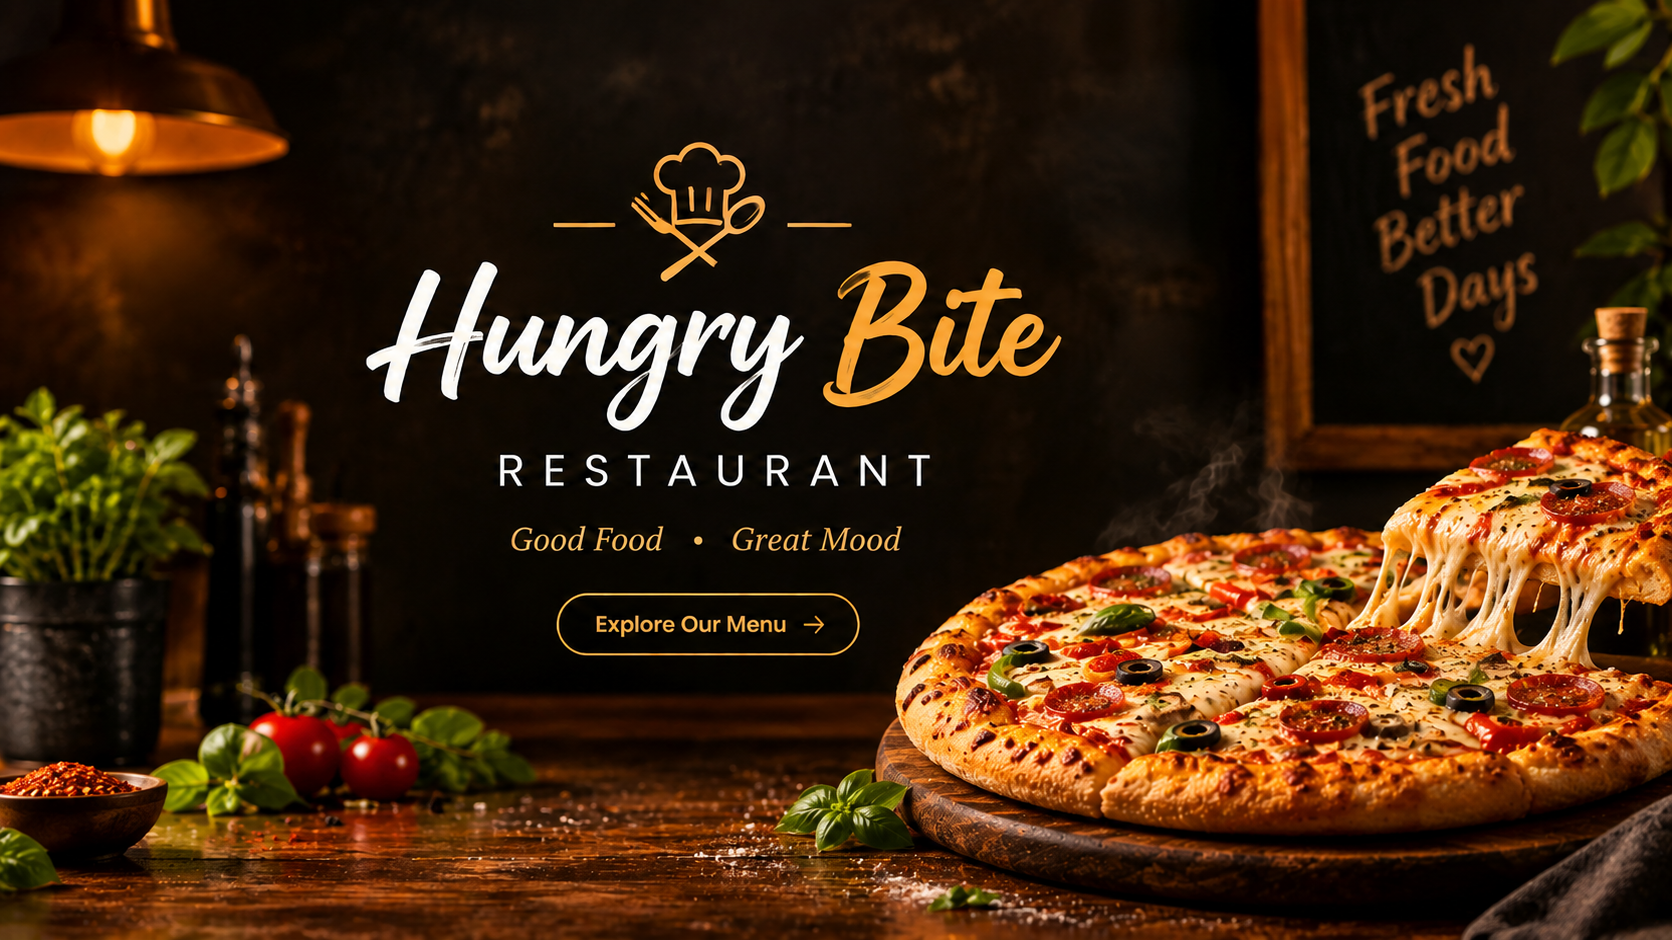 Hungry Bite
RESTAURANT
Good Food • Great Mood
Explore Our Menu →
Fresh
Food
Better
Days